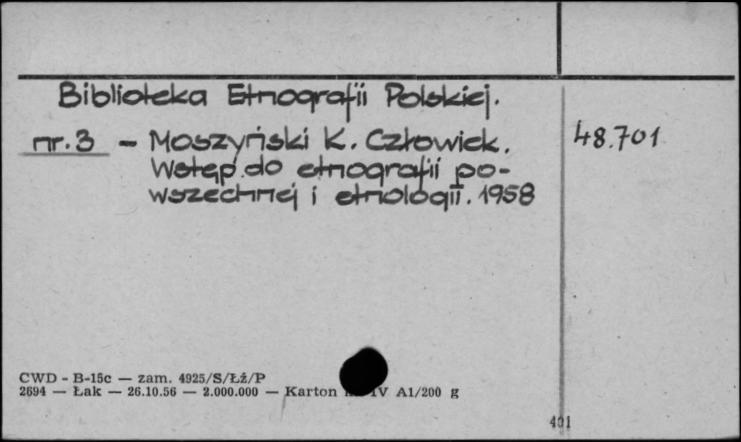 Biblioteka Etnografii Polskiej.
nr. 3 - Moszyński K. Człowiek. 48.701
Wstęp do etnografii po-
wszechnej i etnologii. 1958
CWD - B-15c — zam. 4925/S/Łż/P
2694 — Łak — 26.10.56 — 2.000.000 — Karton IV A1/200 g
401